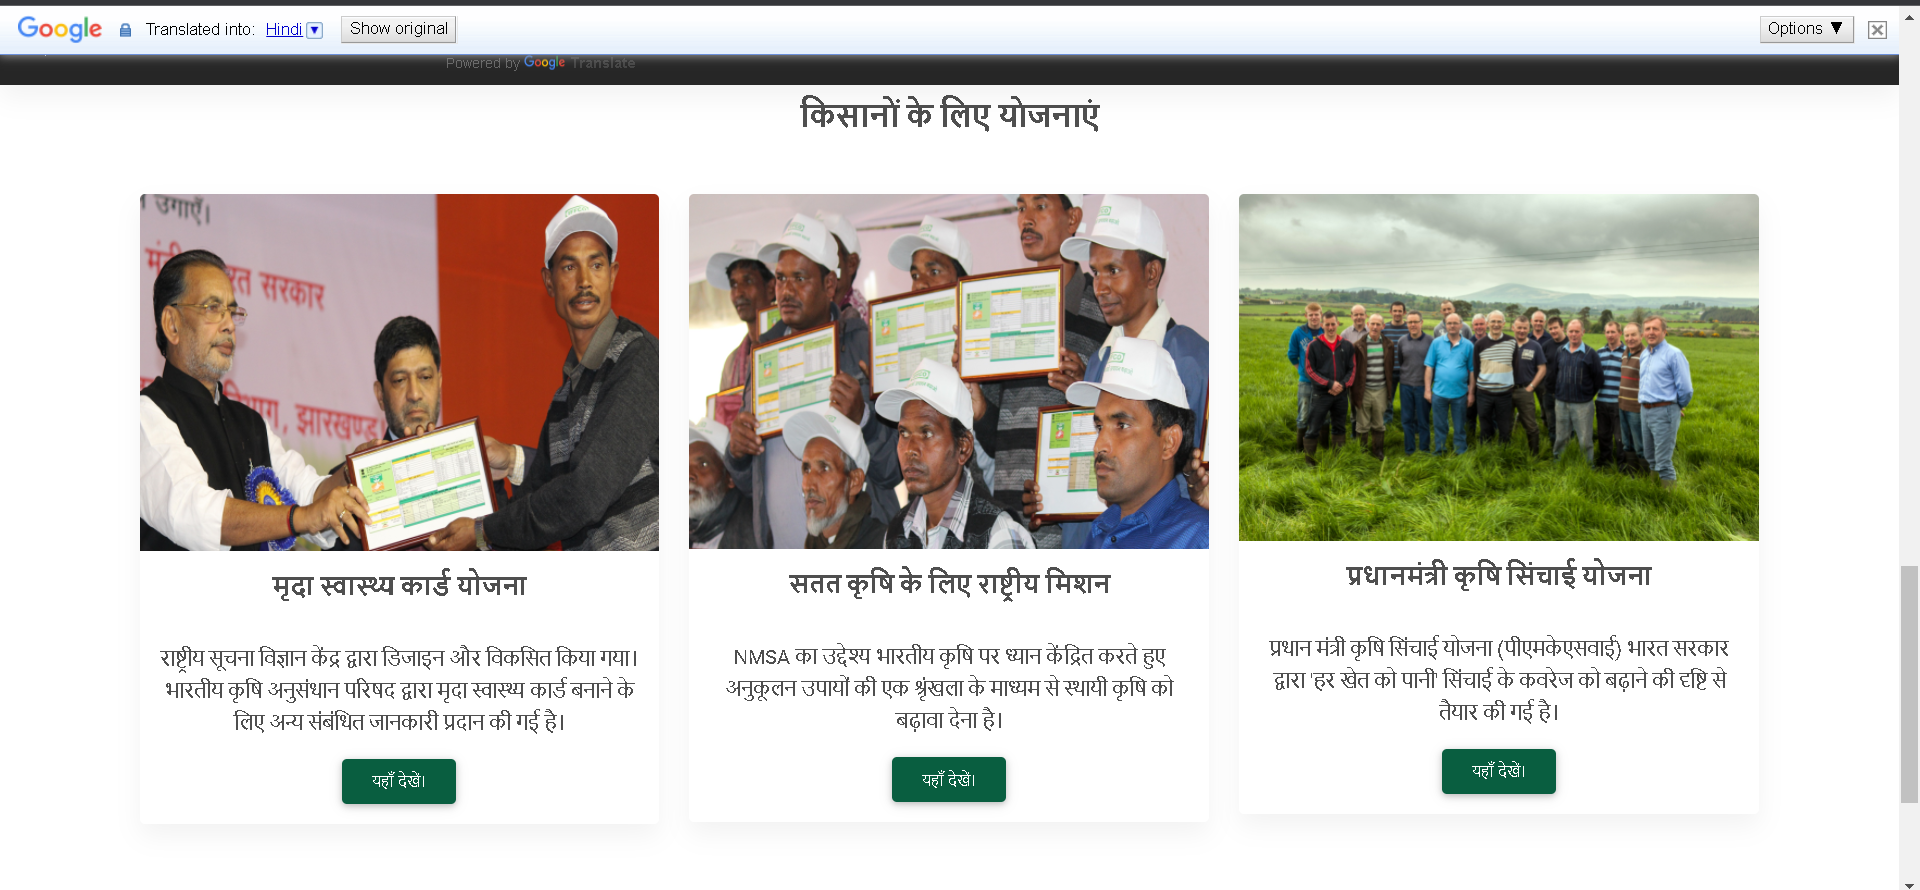 Google Translated into: Hindi ▼ Show original Options ▼
Powered by Google Translate
किसानों के लिए योजनाएं
उगाएँ।
सरकार
झारखण्ड
मृदा स्वास्थ्य कार्ड योजना
राष्ट्रीय सूचना विज्ञान केंद्र द्वारा डिजाइन और विकसित किया गया।
भारतीय कृषि अनुसंधान परिषद द्वारा मृदा स्वास्थ्य कार्ड बनाने के
लिए अन्य संबंधित जानकारी प्रदान की गई है।
यहाँ देखें।
सतत कृषि के लिए राष्ट्रीय मिशन
NMSA का उद्देश्य भारतीय कृषि पर ध्यान केंद्रित करते हुए
अनुकूलन उपायों की एक श्रृंखला के माध्यम से स्थायी कृषि को
बढ़ावा देना है।
यहाँ देखें।
प्रधानमंत्री कृषि सिंचाई योजना
प्रधान मंत्री कृषि सिंचाई योजना (पीएमकेएसवाई) भारत सरकार
द्वारा 'हर खेत को पानी' सिंचाई के कवरेज को बढ़ाने की दृष्टि से
तैयार की गई है।
यहाँ देखें।